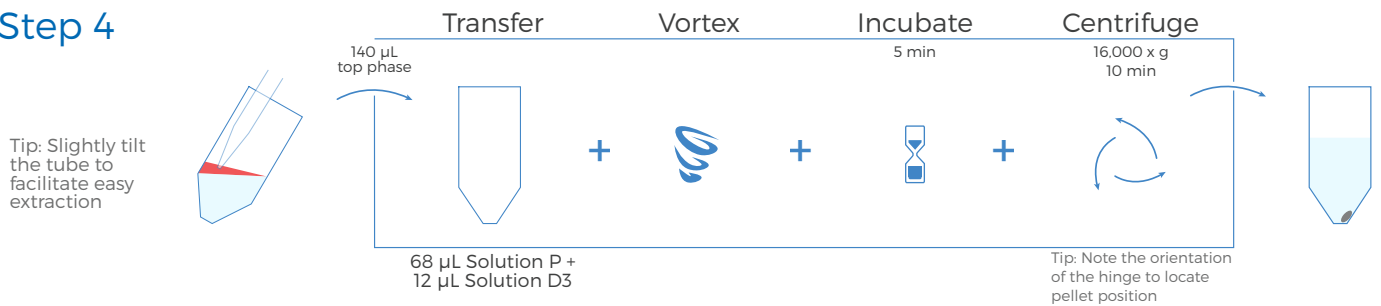 Step 4
Transfer
Vortex
Incubate
Centrifuge
140 µL
top phase
5 min
16,000 x g
10 min
Tip: Slightly tilt
the tube to
facilitate easy
extraction
+
+
+
68 µL Solution P +
12 µL Solution D3
Tip: Note the orientation
of the hinge to locate
pellet position